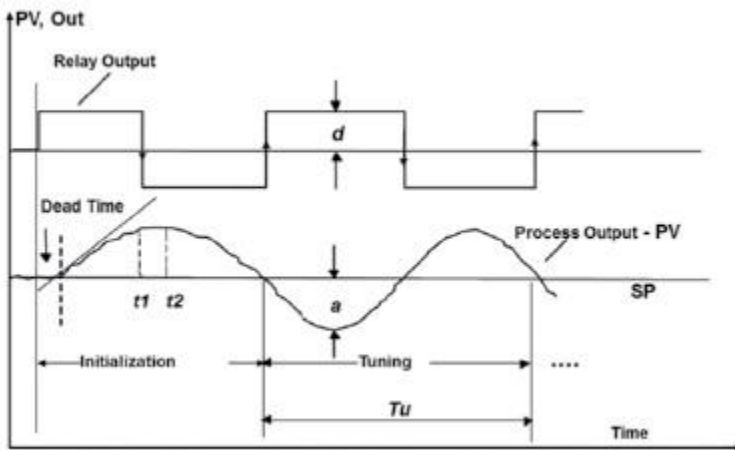 PV, Out
Relay Output
d
Dead Time
Process Output - PV
SP
t1 t2
a
Initialization
Tuning
....
Tu
Time